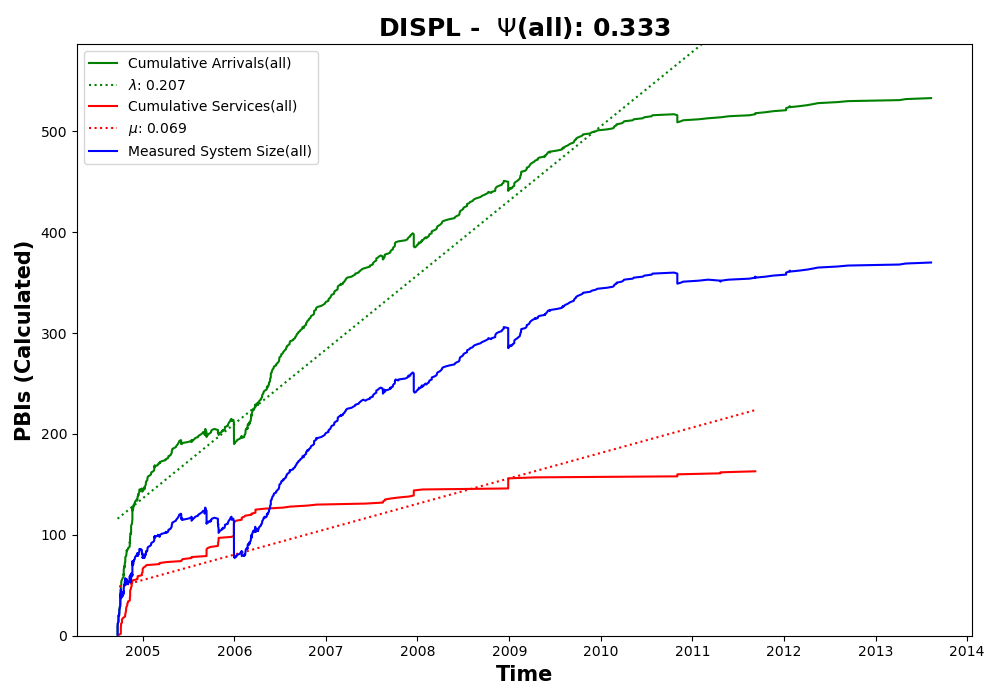 DISPL - Ψ(all): 0.333
Cumulative Arrivals(all)
λ: 0.207
Cumulative Services(all)
μ: 0.069
Measured System Size(all)
PBIs (Calculated)
500
400
300
200
100
0
2005 2006 2007 2008 2009 2010 2011 2012 2013 2014
Time